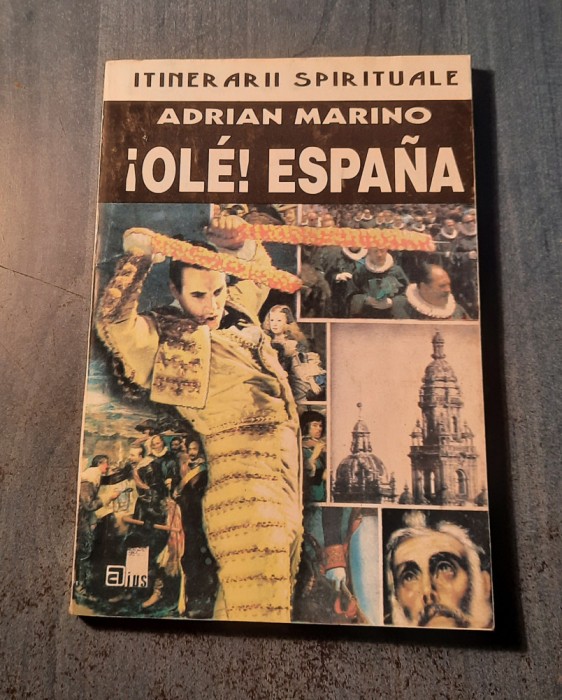 ITINERARII SPIRITUALE
ADRIAN MARINO
¡OLÉ! ESPAÑA
aius